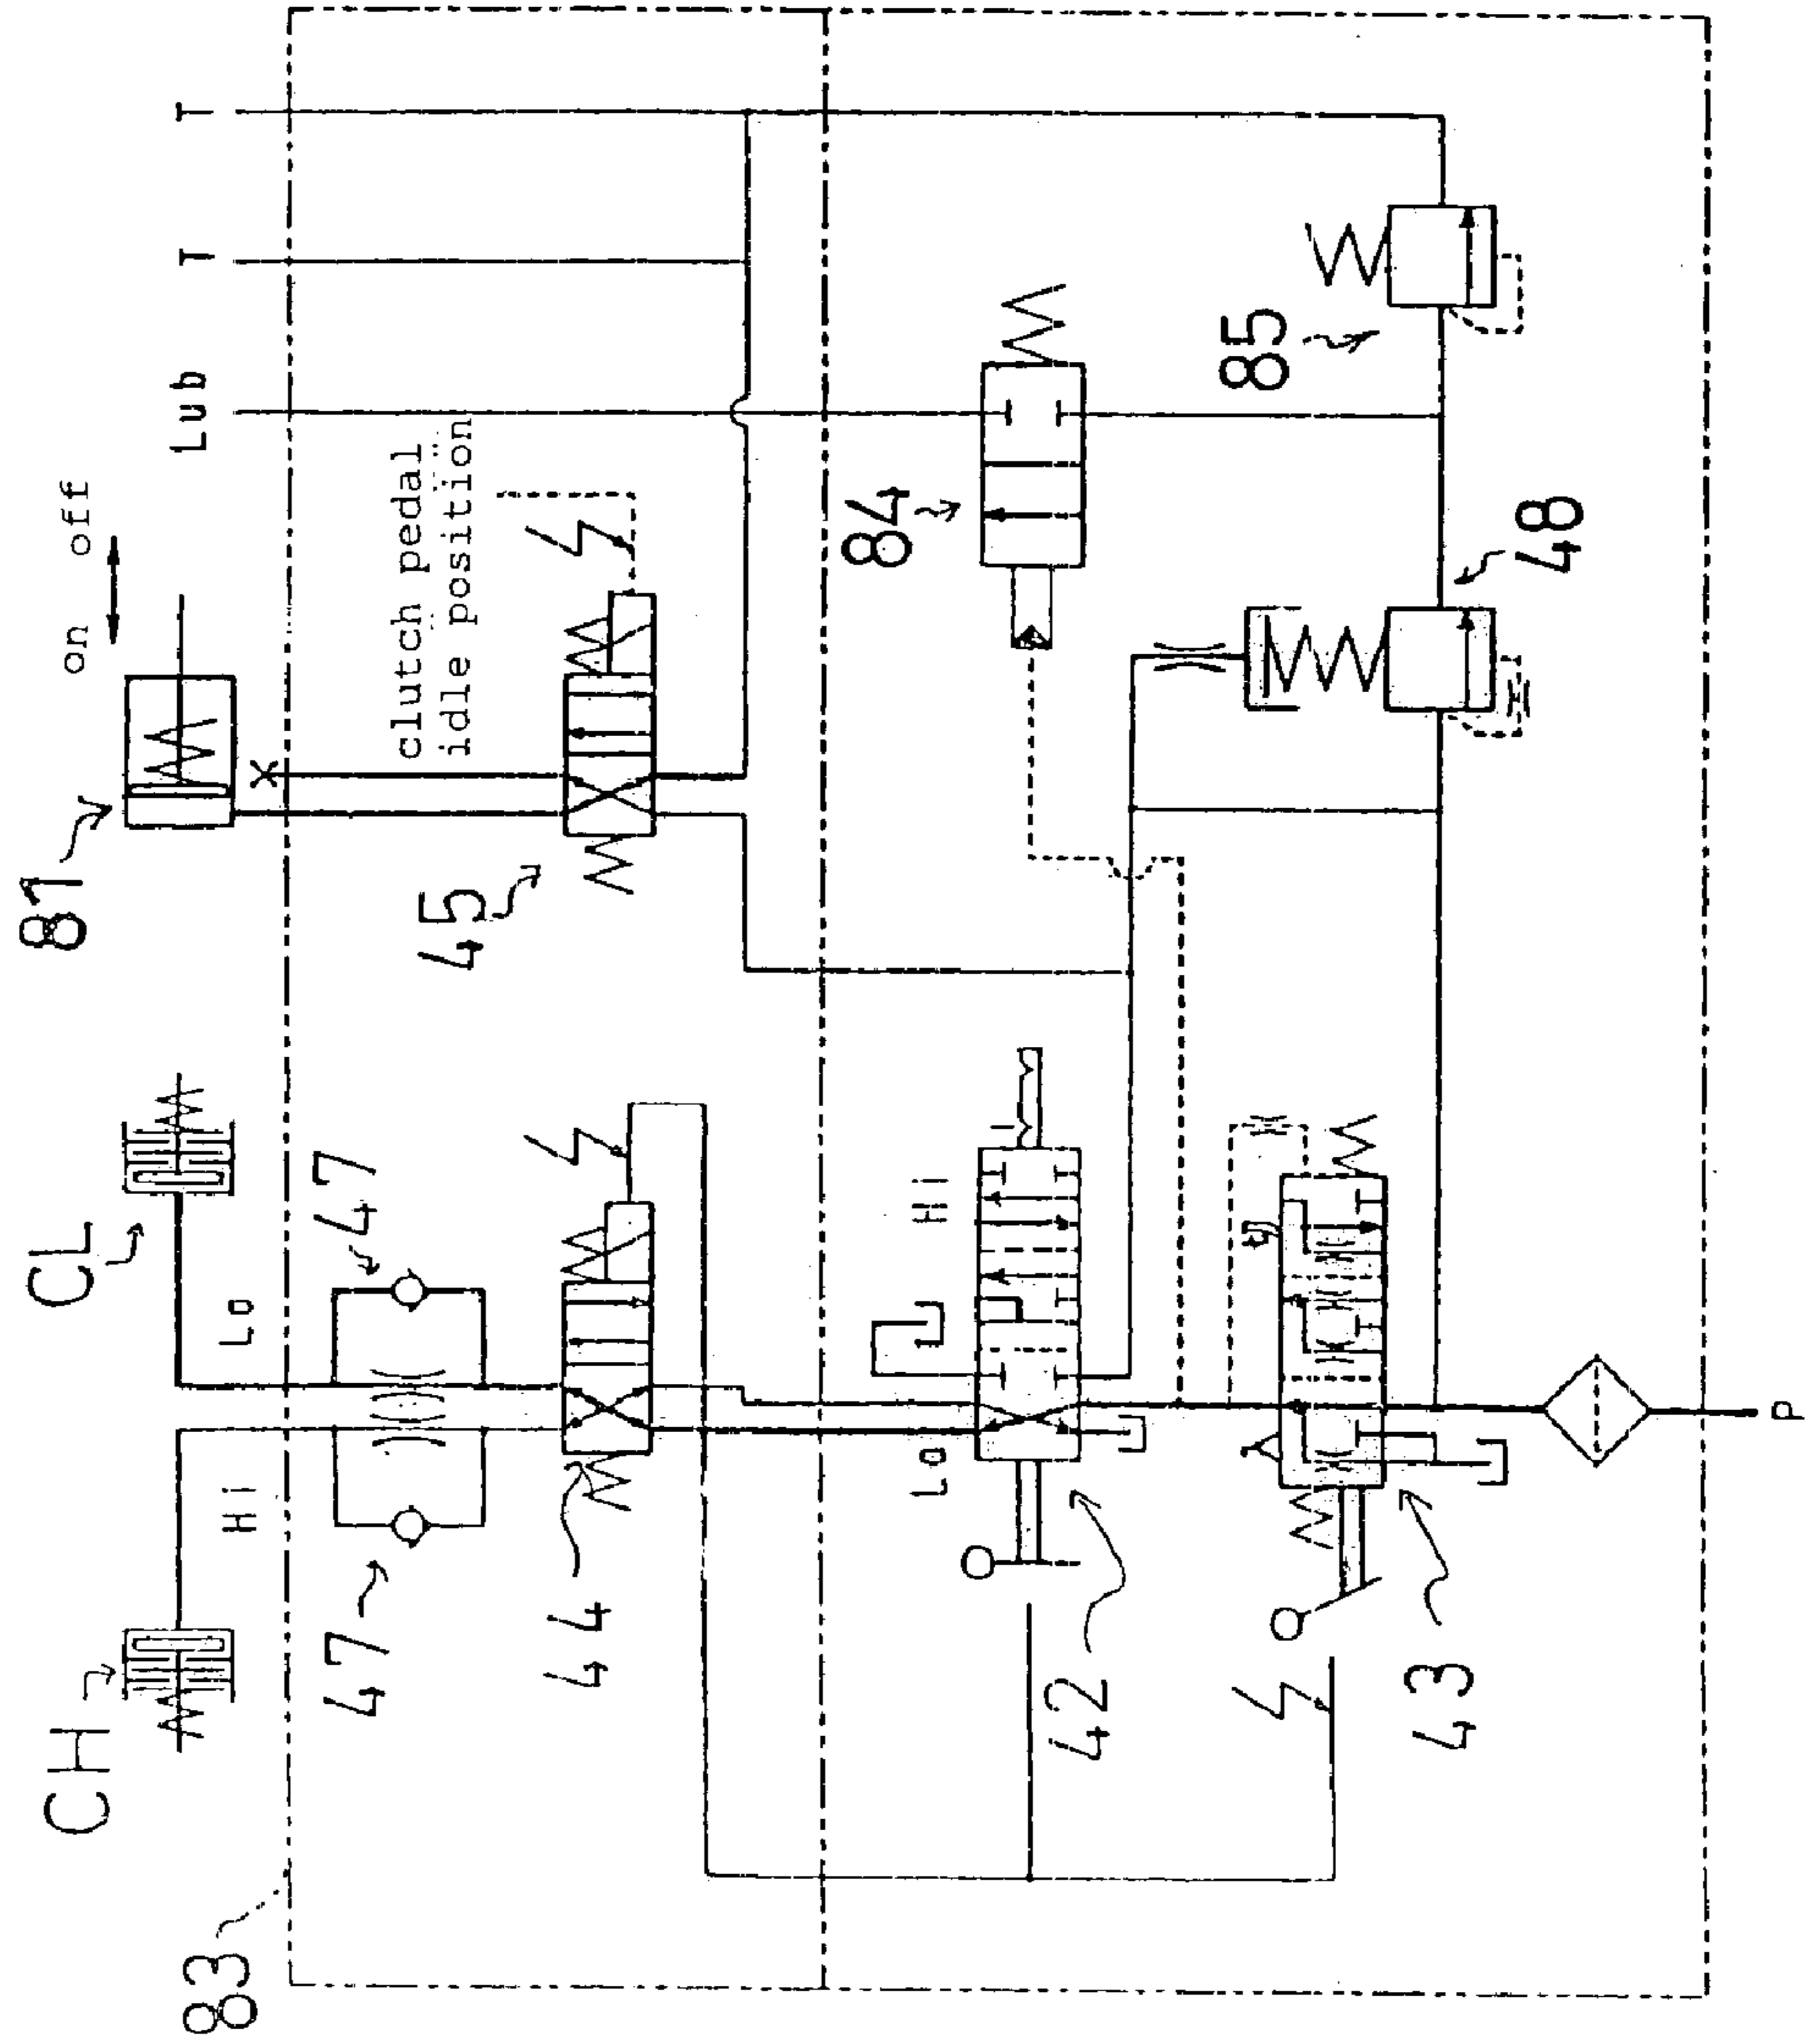 83
CH
CL
81
on off
Hi
Lo
X
Lub
T
T
47
47
clutch pedal
idle position
44
45
Lo
Hi
84
42
85
43
48
P